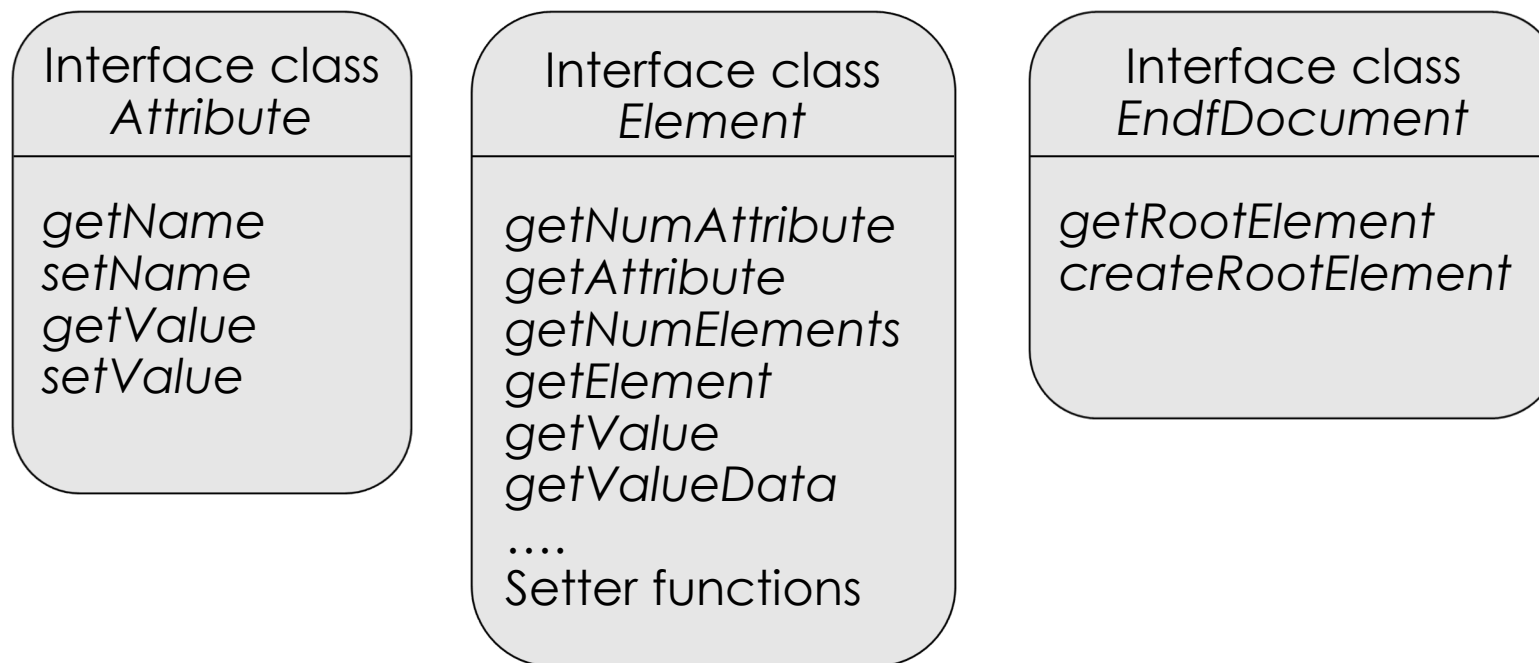 Interface class
Attribute
getName
setName
getValue
setValue
Interface class
Element
getNumAttribute
getAttribute
getNumElements
getElement
getValue
getValueData
....
Setter functions
Interface class
EndfDocument
getRootElement
createRootElement